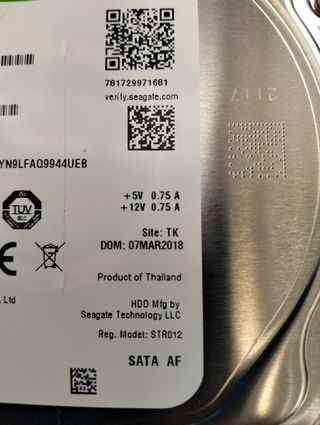 781729971681
verify.seagate.com
YN9LFAQ9944UEB
+5V 0.75 A
+12V 0.75 A
TÜV
Site: TK
DOM: 07MAR2018
Product of Thailand
. Ltd
HDD Mfg by
Seagate Technology LLC
Reg. Model: STR012
SATA AF
2117